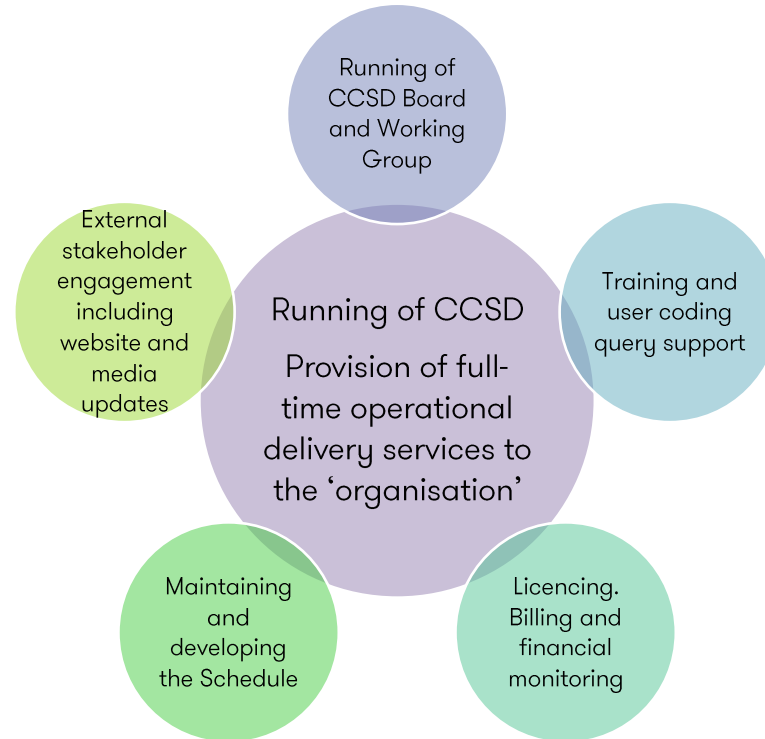 Running of
CCSD Board
and Working
Group
External
stakeholder
engagement
including
website and
media
updates
Running of CCSD
Provision of full-
time operational
delivery services to
the ‘organisation’
Training and
user coding
query support
Maintaining
and
developing
the Schedule
Licencing.
Billing and
financial
monitoring